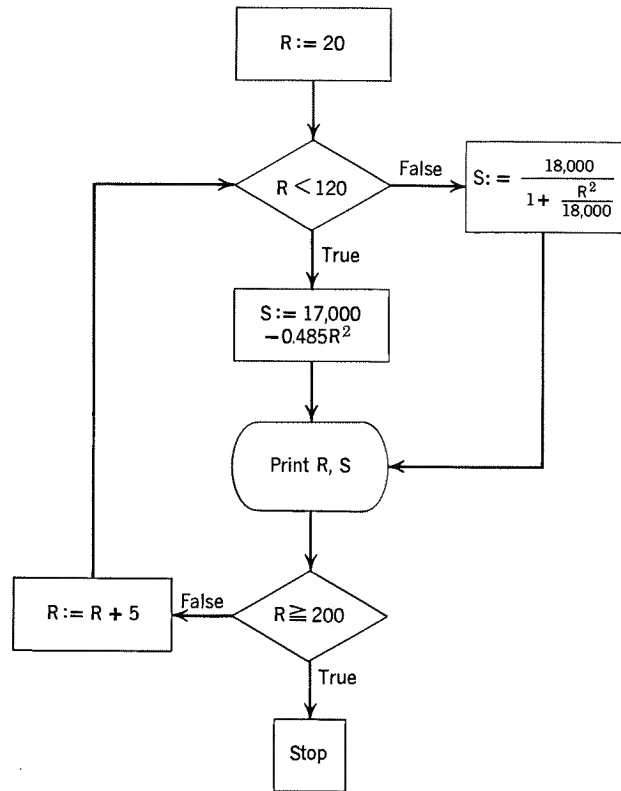 R := 20
R < 120
False
S: = 18,000
1 + R²
18,000
True
S := 17,000
−0.485R²
Print R, S
R := R + 5
False
R ≧ 200
True
Stop